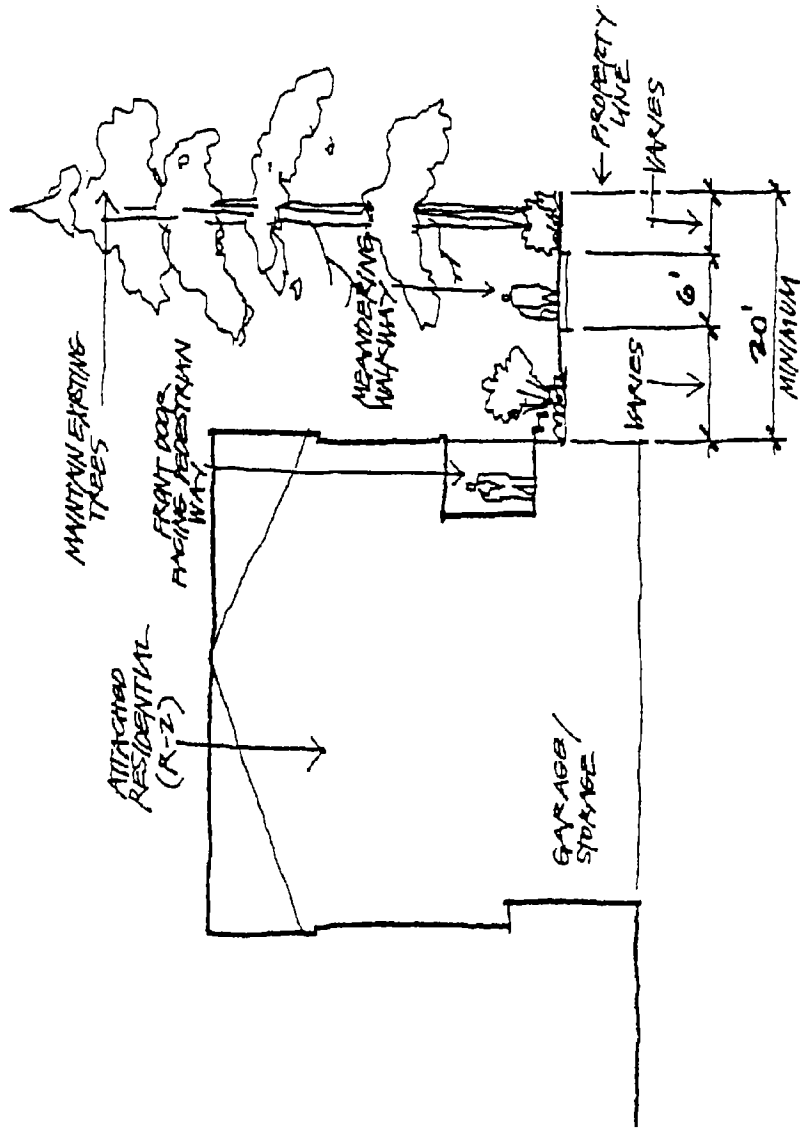 MAINTAIN EXISTING
TREES
FRONT DOOR
FACING PEDESTRIAN
WAY
MEANDERING
WALKWAY
ATTACHED
RESIDENTIAL
(R-2)
GARAGE/
STORAGE
← PROPERTY
LINE
VARIES
6'
VARIES
20'
MINIMUM